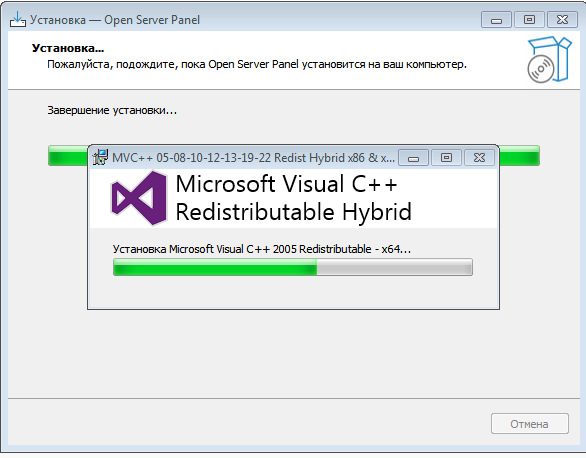 Установка — Open Server Panel
Установка...
Пожалуйста, подождите, пока Open Server Panel установится на ваш компьютер.
Завершение установки...
MVC++ 05-08-10-12-13-19-22 Redist Hybrid x86 & x...
Microsoft Visual C++
Redistributable Hybrid
Установка Microsoft Visual C++ 2005 Redistributable - x64...
Отмена